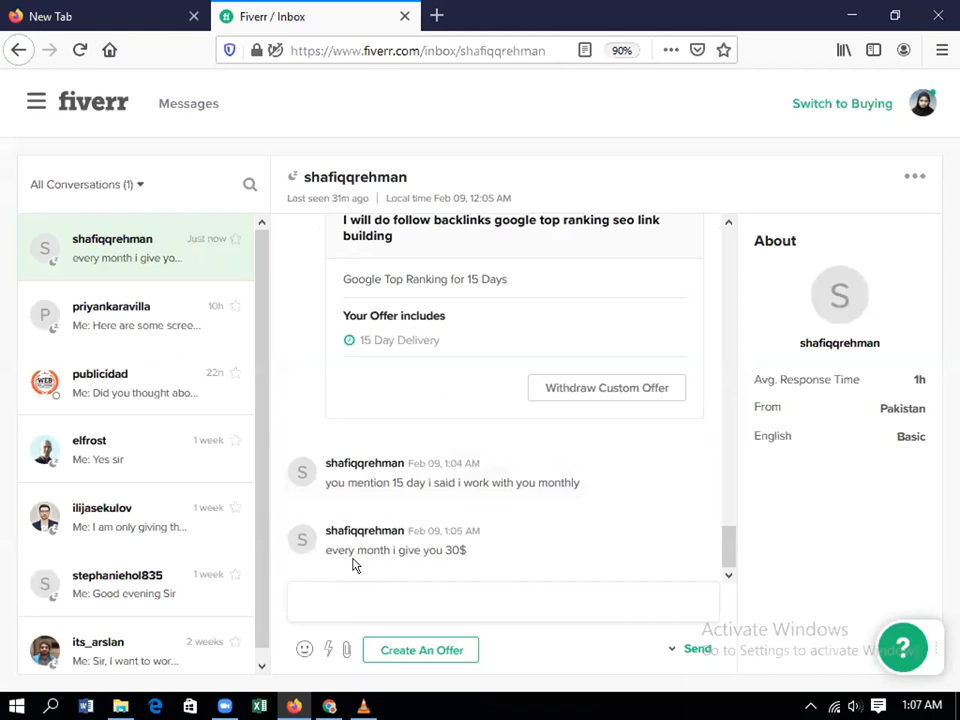 New Tab
Fiverr / Inbox
https://www.fiverr.com/inbox/shafiqqrehman
90%
fiverr
Messages
Switch to Buying
All Conversations (1)
shafiqqrehman
Just now
every month i give yo...
priyankaravilla
10h
Me: Here are some scree...
publicidad
22h
Me: Did you thought abo...
elfrost
1 week
Me: Yes sir
ilijasekulov
1 week
Me: I am only giving th...
stephaniehol835
1 week
Me: Good evening Sir
its_arslan
2 weeks
Me: Sir, I want to wor...
shafiqqrehman
Last seen 31m ago | Local time Feb 09, 12:05 AM
I will do follow backlinks google top ranking seo link
building
Google Top Ranking for 15 Days
Your Offer includes
15 Day Delivery
Withdraw Custom Offer
S
shafiqqrehman Feb 09, 1:04 AM
you mention 15 day i said i work with you monthly
S
shafiqqrehman Feb 09, 1:05 AM
every month i give you 30$
Create An Offer
Send
About
S
shafiqqrehman
Avg. Response Time 1h
From Pakistan
English Basic
Activate Windows
Go to Settings to activate Windows
?
S
P
WEB
S
1:07 AM